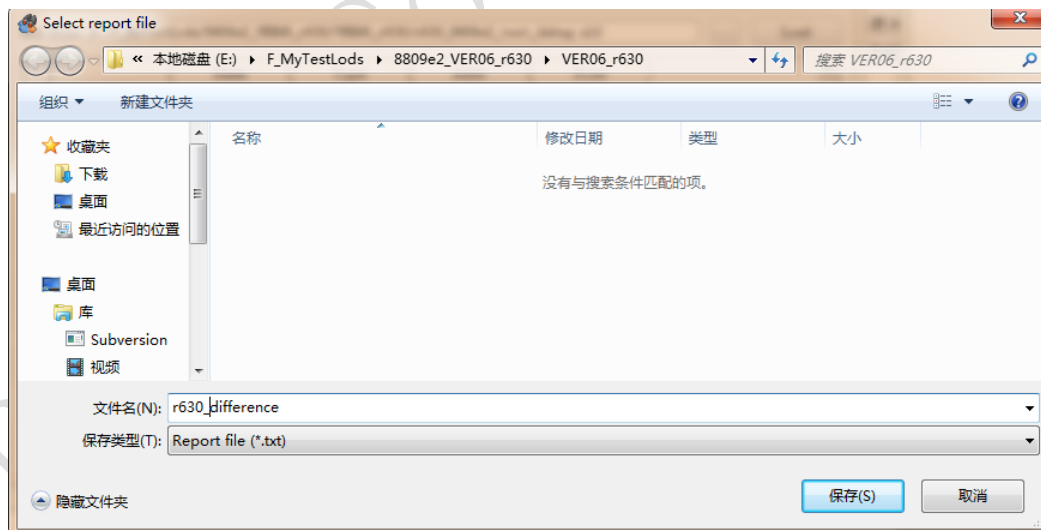 Select report file
« 本地磁盘 (E:) ▸ F_MyTestLods ▸ 8809e2_VER06_r630 ▸ VER06_r630
搜索 VER06_r630
组织 新建文件夹
收藏夹
下载
桌面
最近访问的位置
桌面
库
Subversion
视频
名称 修改日期 类型 大小
没有与搜索条件匹配的项。
文件名(N): r630_difference
保存类型(T): Report file (*.txt)
隐藏文件夹
保存(S) 取消